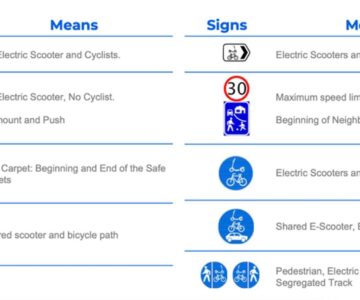 Means
Signs
Electric Scooter and Cyclists.
Electric Scooters an
Electric Scooter, No Cyclist.
ount and Push
30
Maximum speed lim
Beginning of Neighb
Carpet: Beginning and End of the Safe
ets
Electric Scooters an
red scooter and bicycle path
Shared E-Scooter,
Pedestrian, Electric
Segregated Track